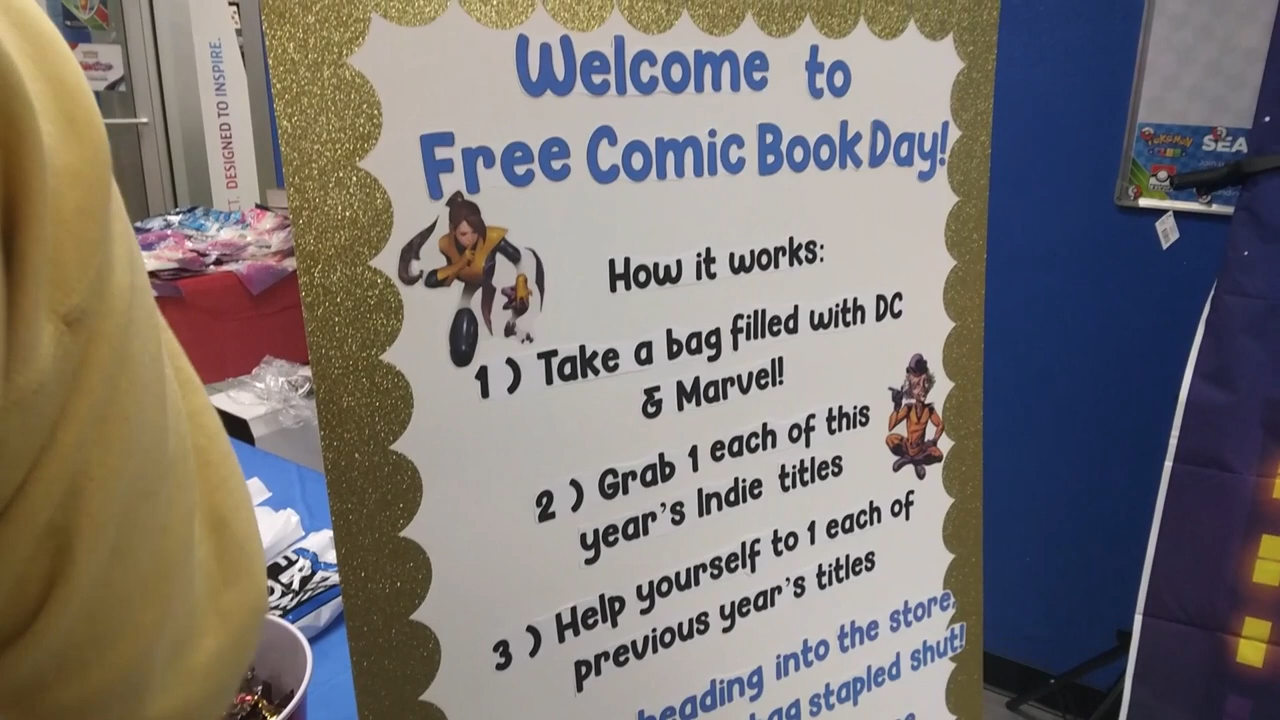 Welcome to
Free Comic Book Day!
How it works:
1) Take a bag filled with DC
& Marvel!
2) Grab 1 each of this
year's Indie titles
3) Help yourself to 1 each of
previous year's titles
heading into the store,
bag stapled shut!
DESIGNED TO INSPIRE.
POKEMON
SEA